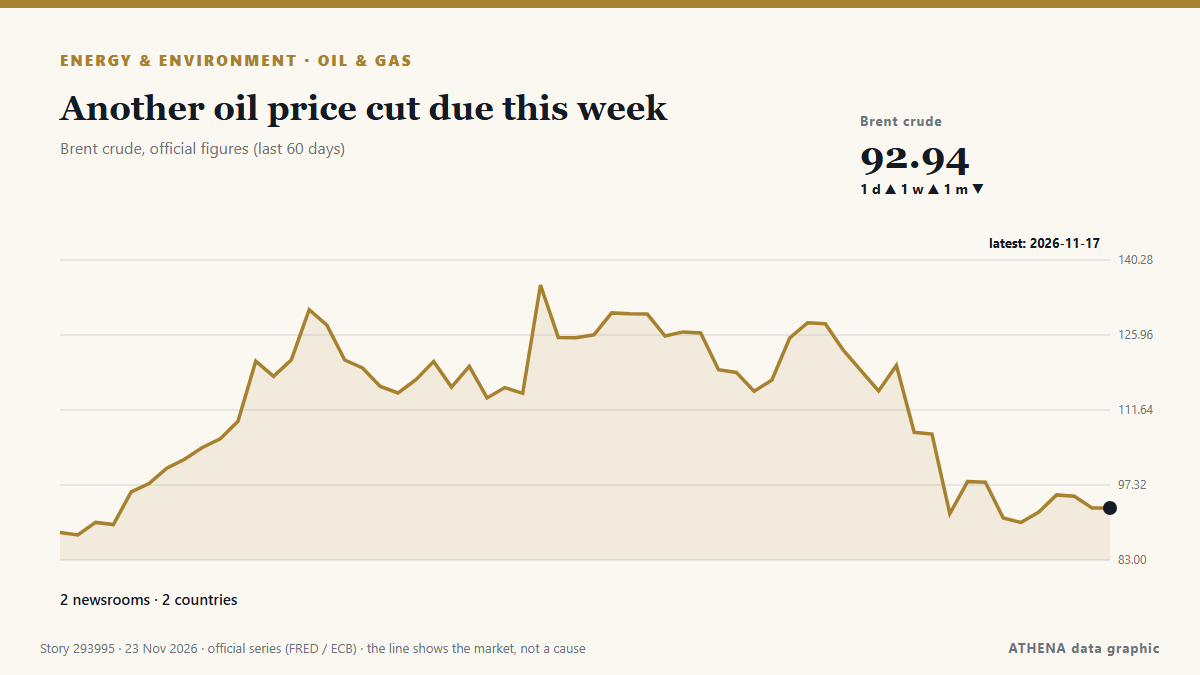 ENERGY & ENVIRONMENT · OIL & GAS
Another oil price cut due this week
Brent crude, official figures (last 60 days)
Brent crude
92.94
1 d ▲ 1 w ▲ 1 m ▼
latest: 2026-11-17
140.28
125.96
111.64
97.32
83.00
2 newsrooms · 2 countries
Story 293995 · 23 Nov 2026 · official series (FRED / ECB) · the line shows the market, not a cause
ATHENA data graphic